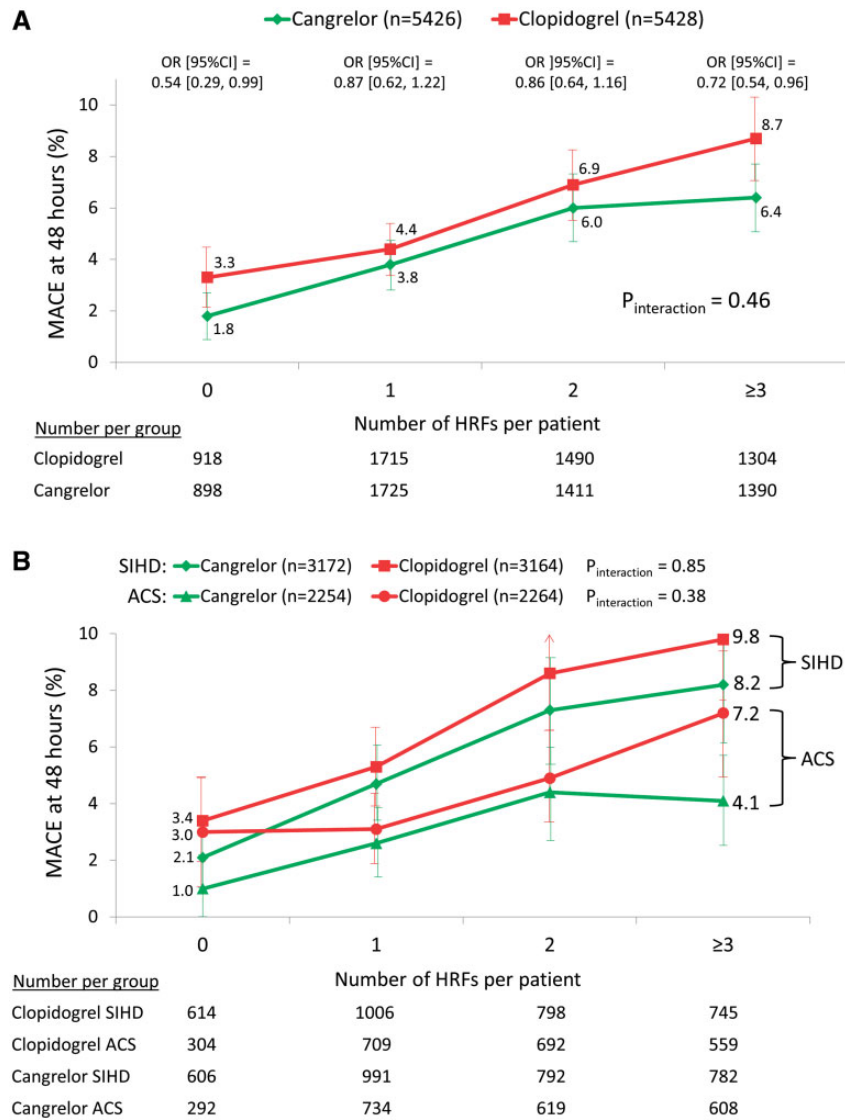 A
Cangrelor (n=5426) Clopidogrel (n=5428)
OR [95%CI] = OR [95%CI] = OR ]95%CI] = OR [95%CI] =
0.54 [0.29, 0.99] 0.87 [0.62, 1.22] 0.86 [0.64, 1.16] 0.72 [0.54, 0.96]
MACE at 48 hours (%)
10
8
6
4
2
0
3.3
4.4
6.9
8.7
1.8
3.8
6.0
6.4
Pinteraction = 0.46
0 1 2 ≥3
Number of HRFs per patient
Number per group
Clopidogrel 918 1715 1490 1304
Cangrelor 898 1725 1411 1390
B
SIHD: Cangrelor (n=3172) Clopidogrel (n=3164) Pinteraction = 0.85
ACS: Cangrelor (n=2254) Clopidogrel (n=2264) Pinteraction = 0.38
MACE at 48 hours (%)
10
8
6
4
2
0
3.4
3.0
2.1
1.0
9.8
8.2
SIHD
7.2
4.1
ACS
0 1 2 ≥3
Number of HRFs per patient
Number per group
Clopidogrel SIHD 614 1006 798 745
Clopidogrel ACS 304 709 692 559
Cangrelor SIHD 606 991 792 782
Cangrelor ACS 292 734 619 608